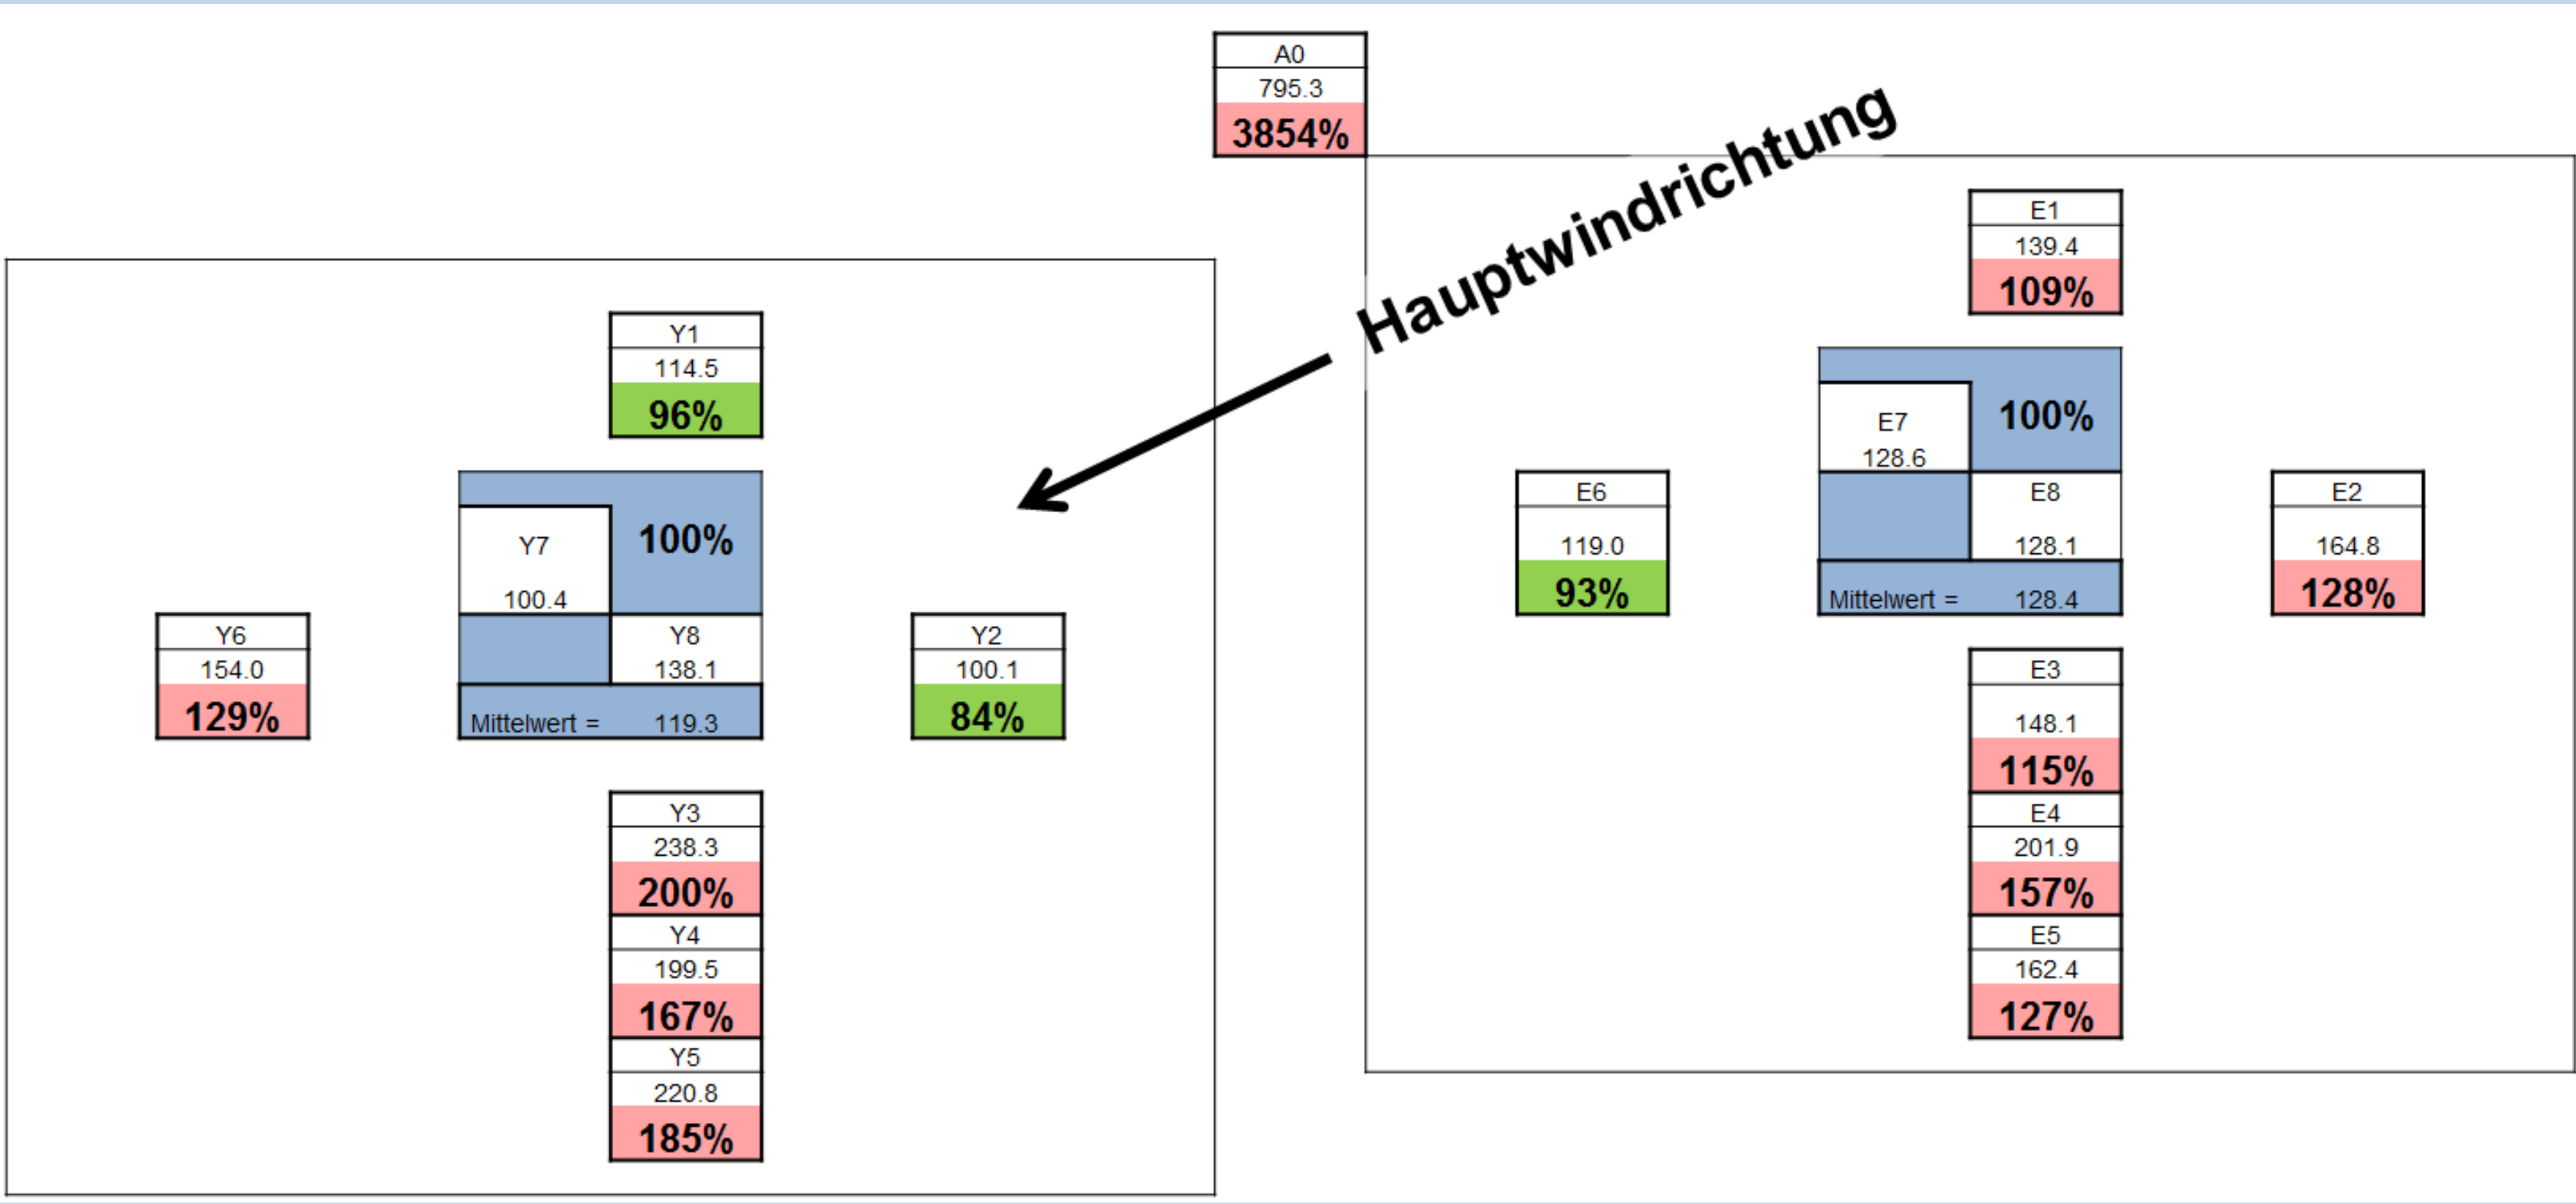 A0
795.3
3854%
Hauptwindrichtung
Y1
114.5
96%
Y7
100.4
100%
Y8
138.1
Mittelwert = 119.3
Y6
154.0
129%
Y2
100.1
84%
Y3
238.3
200%
Y4
199.5
167%
Y5
220.8
185%
E1
139.4
109%
E7
128.6
100%
E8
128.1
Mittelwert = 128.4
E6
119.0
93%
E2
164.8
128%
E3
148.1
115%
E4
201.9
157%
E5
162.4
127%